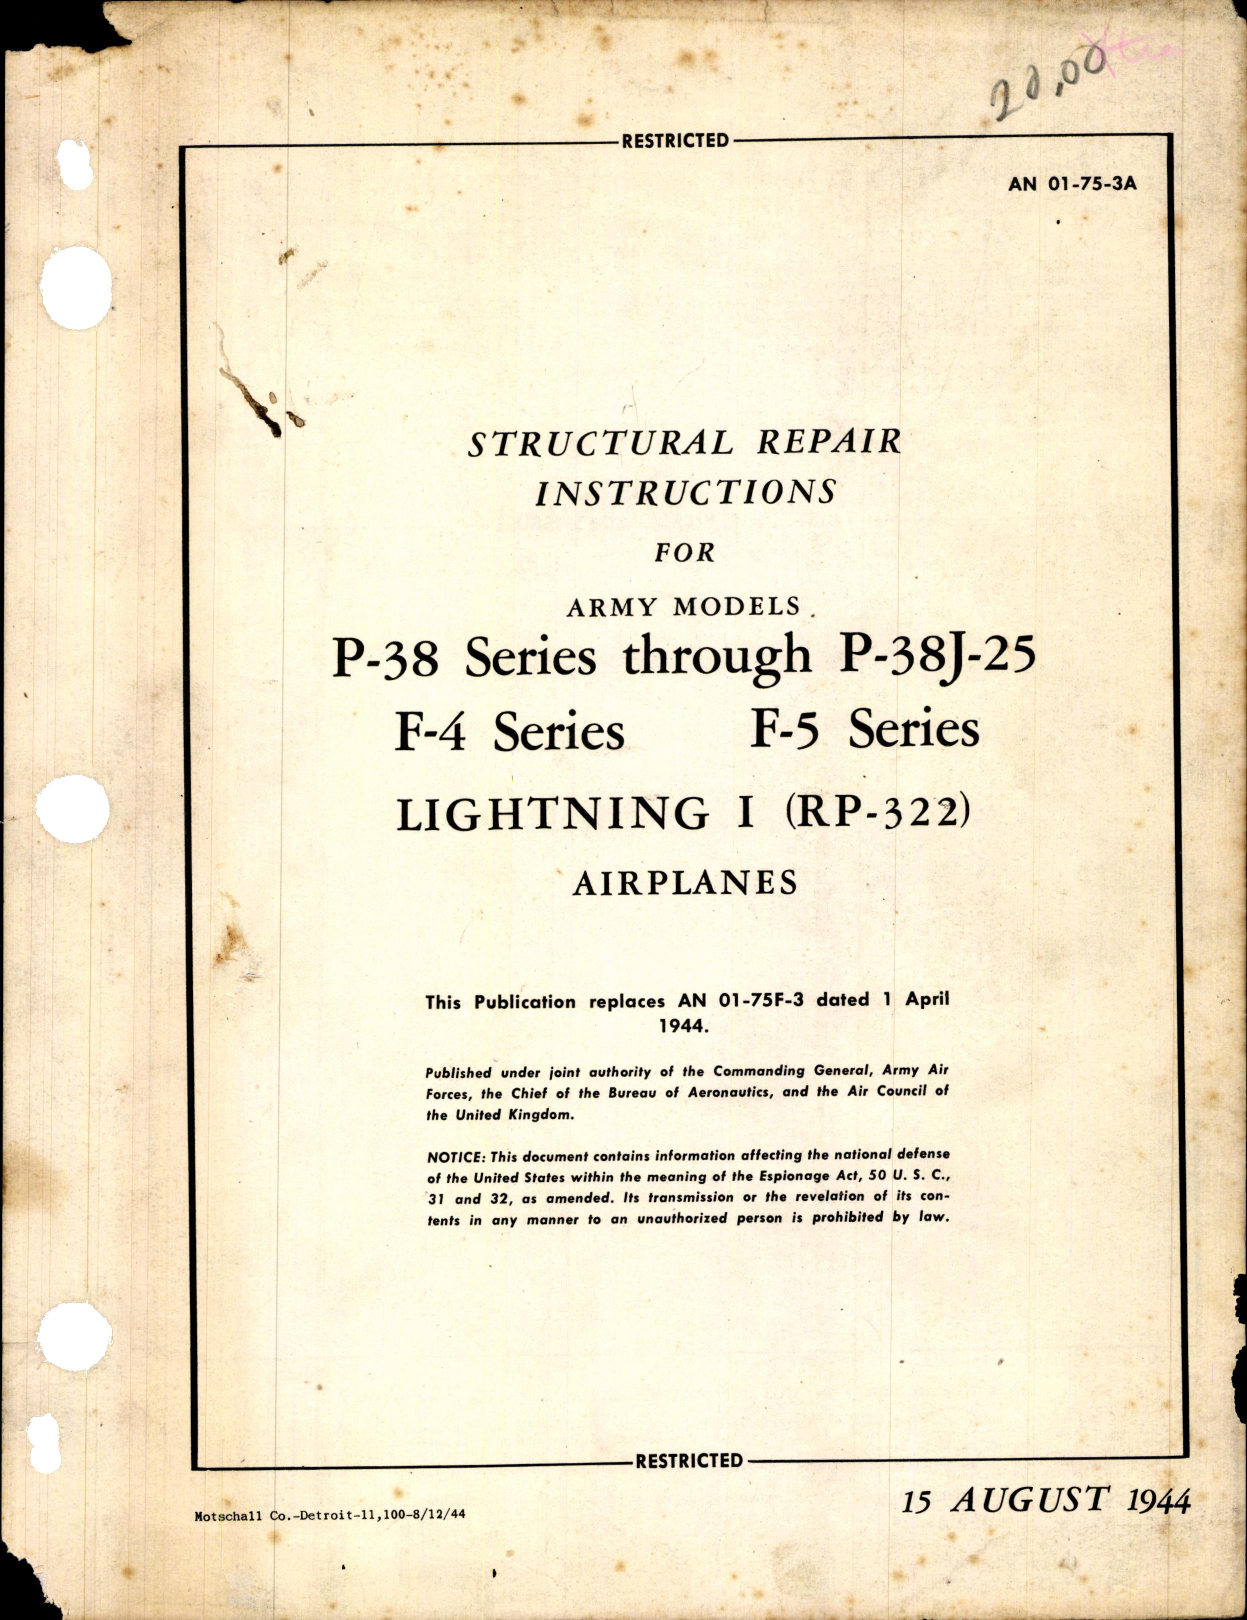 20,00
RESTRICTED
AN 01-75-3A
STRUCTURAL REPAIR
INSTRUCTIONS
FOR
ARMY MODELS
P-38 Series through P-38J-25
F-4 Series F-5 Series
LIGHTNING I (RP-322)
AIRPLANES
This Publication replaces AN 01-75F-3 dated 1 April
1944.
Published under joint authority of the Commanding General, Army Air
Forces, the Chief of the Bureau of Aeronautics, and the Air Council of
the United Kingdom.
NOTICE: This document contains information affecting the national defense
of the United States within the meaning of the Espionage Act, 50 U. S. C.,
31 and 32, as amended. Its transmission or the revelation of its con-
tents in any manner to an unauthorized person is prohibited by law.
RESTRICTED
15 AUGUST 1944
Motschall Co.-Detroit-11,100-8/12/44